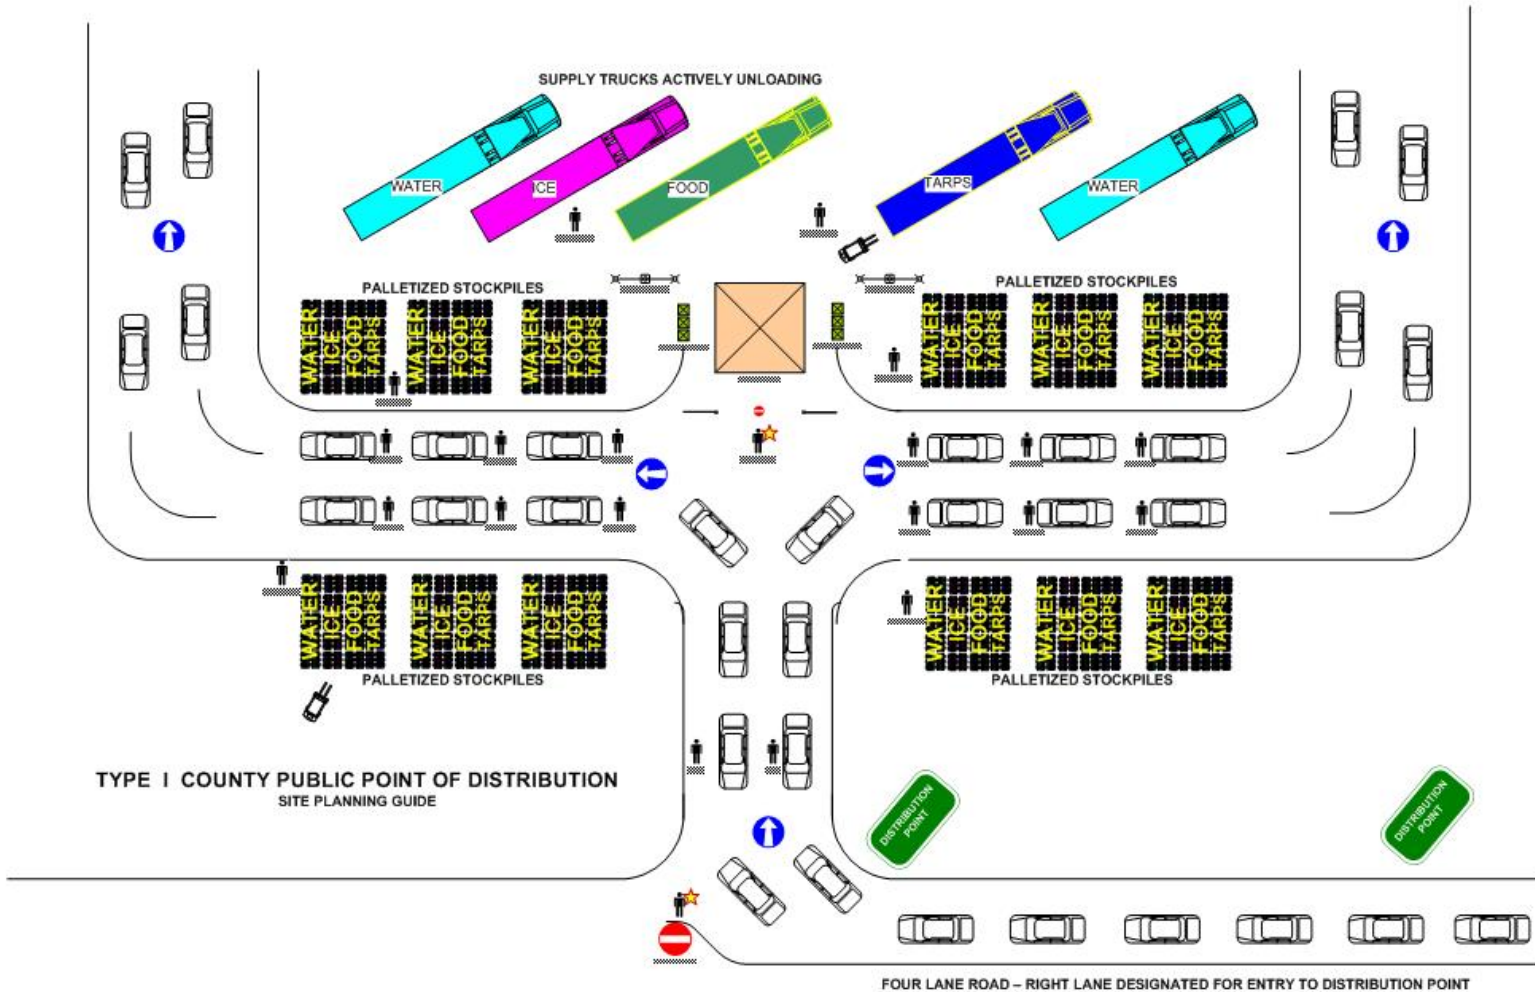 SUPPLY TRUCKS ACTIVELY UNLOADING
WATER
ICE
FOOD
TARPS
WATER
PALLETIZED STOCKPILES
PALLETIZED STOCKPILES
WATER
ICE
FOOD
TARPS
WATER
ICE
FOOD
TARPS
WATER
ICE
FOOD
TARPS
WATER
ICE
FOOD
TARPS
WATER
ICE
FOOD
TARPS
WATER
ICE
FOOD
TARPS
WATER
ICE
FOOD
TARPS
WATER
ICE
FOOD
TARPS
WATER
ICE
FOOD
TARPS
WATER
ICE
FOOD
TARPS
WATER
ICE
FOOD
TARPS
WATER
ICE
FOOD
TARPS
PALLETIZED STOCKPILES
PALLETIZED STOCKPILES
TYPE I COUNTY PUBLIC POINT OF DISTRIBUTION
SITE PLANNING GUIDE
DISTRIBUTION
POINT
DISTRIBUTION
POINT
FOUR LANE ROAD – RIGHT LANE DESIGNATED FOR ENTRY TO DISTRIBUTION POINT